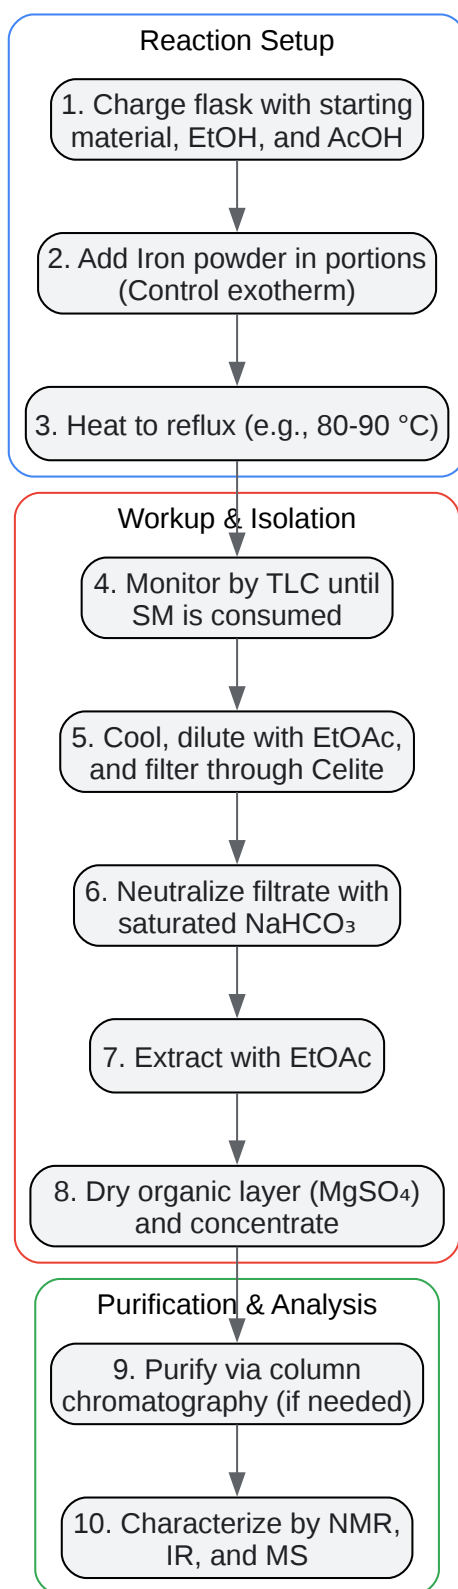 Reaction Setup
1. Charge flask with starting
material, EtOH, and AcOH
2. Add Iron powder in portions
(Control exotherm)
3. Heat to reflux (e.g., 80-90 °C)
Workup & Isolation
4. Monitor by TLC until
SM is consumed
5. Cool, dilute with EtOAc,
and filter through Celite
6. Neutralize filtrate with
saturated NaHCO₃
7. Extract with EtOAc
8. Dry organic layer (MgSO₄)
and concentrate
Purification & Analysis
9. Purify via column
chromatography (if needed)
10. Characterize by NMR,
IR, and MS